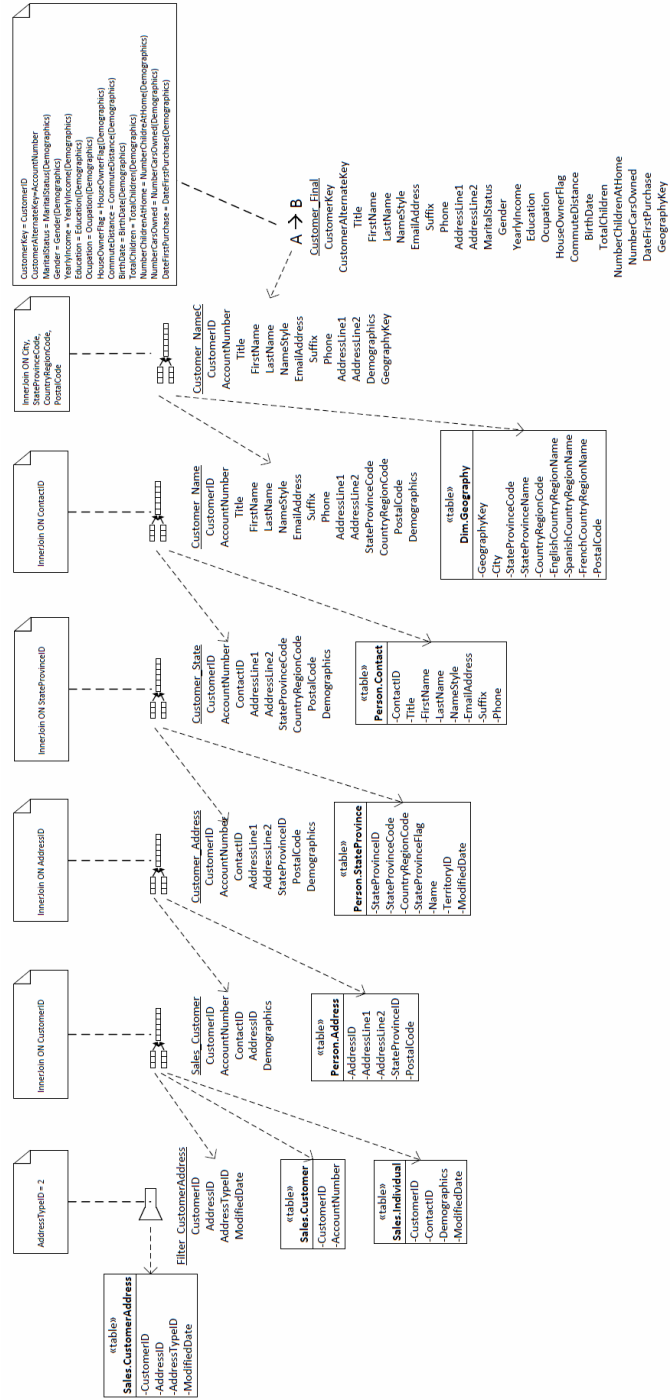 AddressTypeID = 2
InnerJoin ON CustomerID
InnerJoin ON AddressID
InnerJoin ON StateProvinceID
InnerJoin ON ContactID
InnerJoin ON City,
StateProvinceCode,
CountryRegionCode,
PostalCode
CustomerKey = CustomerID
CustomerAlternateKey=AccountNumber
MaritalStatus = MaritalStatus(Demographics)
Gender = Gender(Demographics)
YearlyIncome = YearlyIncome(Demographics)
Education = Education(Demographics)
Ocupation = Ocupation(Demographics)
HouseOwnerFlag = HouseOwnerFlag(Demographics)
CommuteDistance = CommuteDistance(Demographics)
BirthDate = BirthDate(Demographics)
TotalChildren = TotalChildren(Demographics)
NumberChildrenAtHome = NumberChildreAtHome(Demographics)
NumberCarsOwned = NumberCarsOwned(Demographics)
DateFirstPurchase = DateFirstPurchase(Demographics)
«table»
Sales.CustomerAddress
-CustomerID
-AddressID
-AddressTypeID
-ModifiedDate
Filter_CustomerAddress
CustomerID
AddressID
AddressTypeID
ModifiedDate
«table»
Sales.Customer
-CustomerID
-AccountNumber
«table»
Sales.Individual
-CustomerID
-ContactID
-Demographics
-ModifiedDate
Sales_Customer
CustomerID
AccountNumber
ContactID
AddressID
Demographics
«table»
Person.Address
-AddressID
-AddressLine1
-AddressLine2
-StateProvinceID
-PostalCode
Customer_Address
CustomerID
AccountNumber
ContactID
AddressLine1
AddressLine2
StateProvinceID
PostalCode
Demographics
«table»
Person.StateProvince
-StateProvinceID
-StateProvinceCode
-CountryRegionCode
-StateProvinceFlag
-Name
-TerritoryID
-ModifiedDate
Customer_State
CustomerID
AccountNumber
ContactID
AddressLine1
AddressLine2
StateProvinceCode
CountryRegionCode
PostalCode
Demographics
«table»
Person.Contact
-ContactID
-Title
-FirstName
-LastName
-NameStyle
-EmailAddress
-Suffix
-Phone
Customer_Name
CustomerID
AccountNumber
Title
FirstName
LastName
NameStyle
EmailAddress
Suffix
Phone
AddressLine1
AddressLine2
StateProvinceCode
CountryRegionCode
PostalCode
Demographics
«table»
Dim.Geography
-GeographyKey
-City
-StateProvinceCode
-StateProvinceName
-CountryRegionCode
-EnglishCountryRegionName
-SpanishCountryRegionName
-FrenchCountryRegionName
-PostalCode
Customer_NameC
CustomerID
AccountNumber
Title
FirstName
LastName
NameStyle
EmailAddress
Suffix
Phone
AddressLine1
AddressLine2
Demographics
GeographyKey
A → B
Customer_Final
CustomerKey
CustomerAlternateKey
Title
FirstName
LastName
NameStyle
EmailAddress
Suffix
Phone
AddressLine1
AddressLine2
MaritalStatus
Gender
YearlyIncome
Education
Ocupation
HouseOwnerFlag
CommuteDistance
BirthDate
TotalChildren
NumberChildrenAtHome
NumberCarsOwned
DateFirstPurchase
GeographyKey